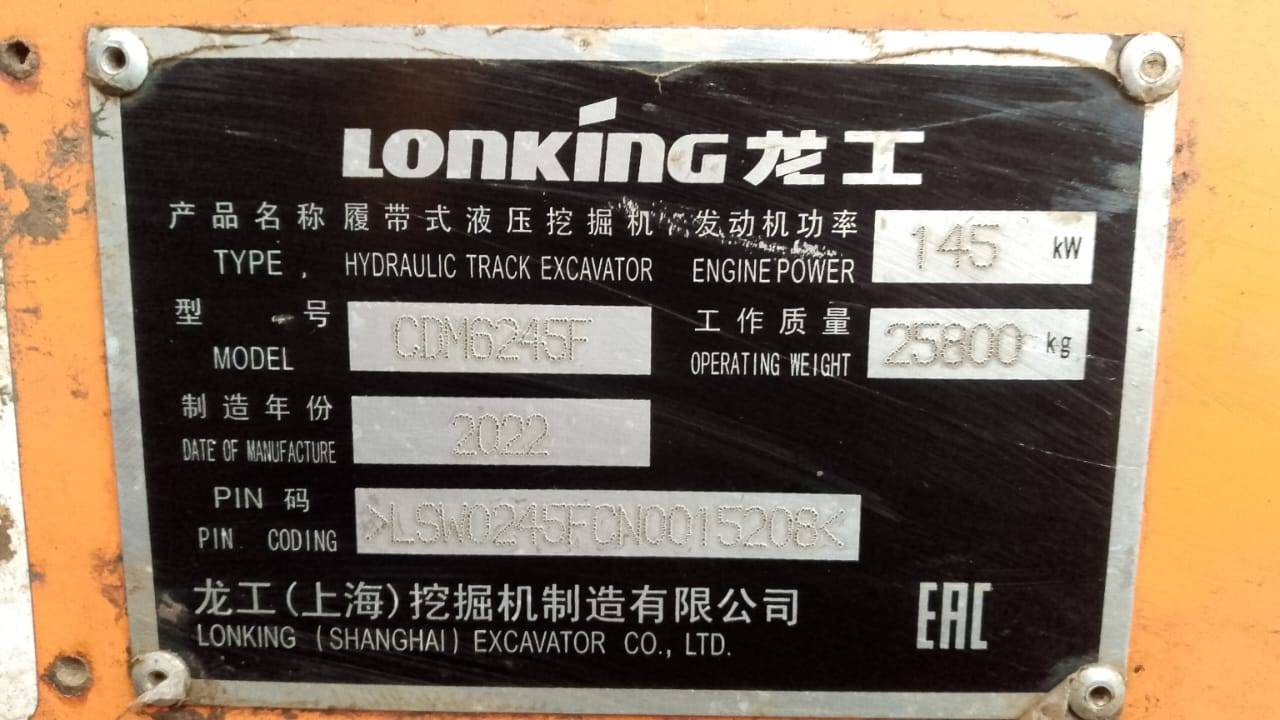 LONKING 龙工
产品名称 履带式液压挖掘机 发动机功率 145 kW
TYPE HYDRAULIC TRACK EXCAVATOR ENGINE POWER
型 号 CDM6245F 工作质量 25800 kg
MODEL OPERATING WEIGHT
制造年份 2022
DATE OF MANUFACTURE
PIN 码 >LSW0245FCN0015208<
PIN. CODING
龙工(上海)挖掘机制造有限公司 EAC
LONKING (SHANGHAI) EXCAVATOR CO., LTD.